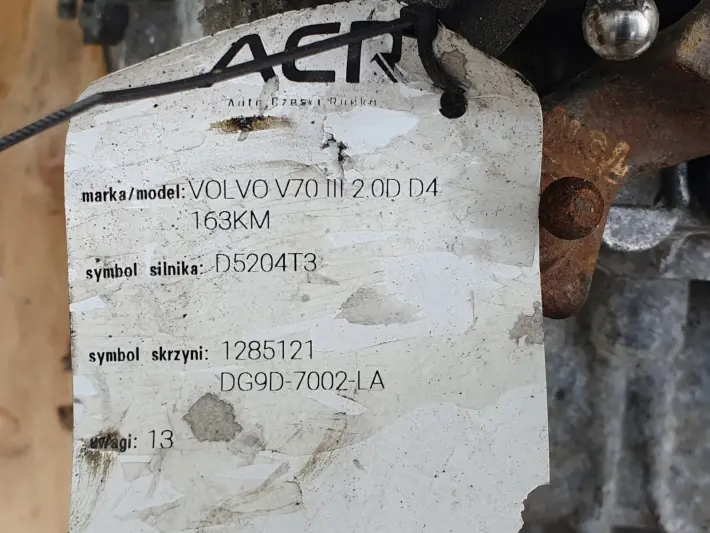 ACR
Auto Części Rudka
marka/model: VOLVO V70 III 2.0D D4
163KM
symbol silnika: D5204T3
symbol skrzyni: 1285121
DG9D-7002-LA
uwagi: 13